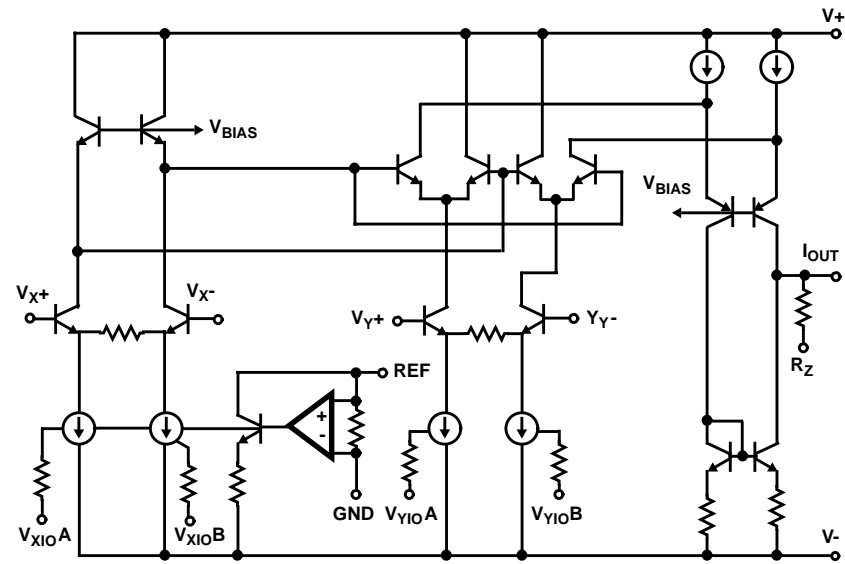 V+
VBIAS
VBIAS
IOUT
VX+
VX-
VY+
YY-
REF
RZ
+
-
VXIOA
VXIOB
GND
VYIOA
VYIOB
V-